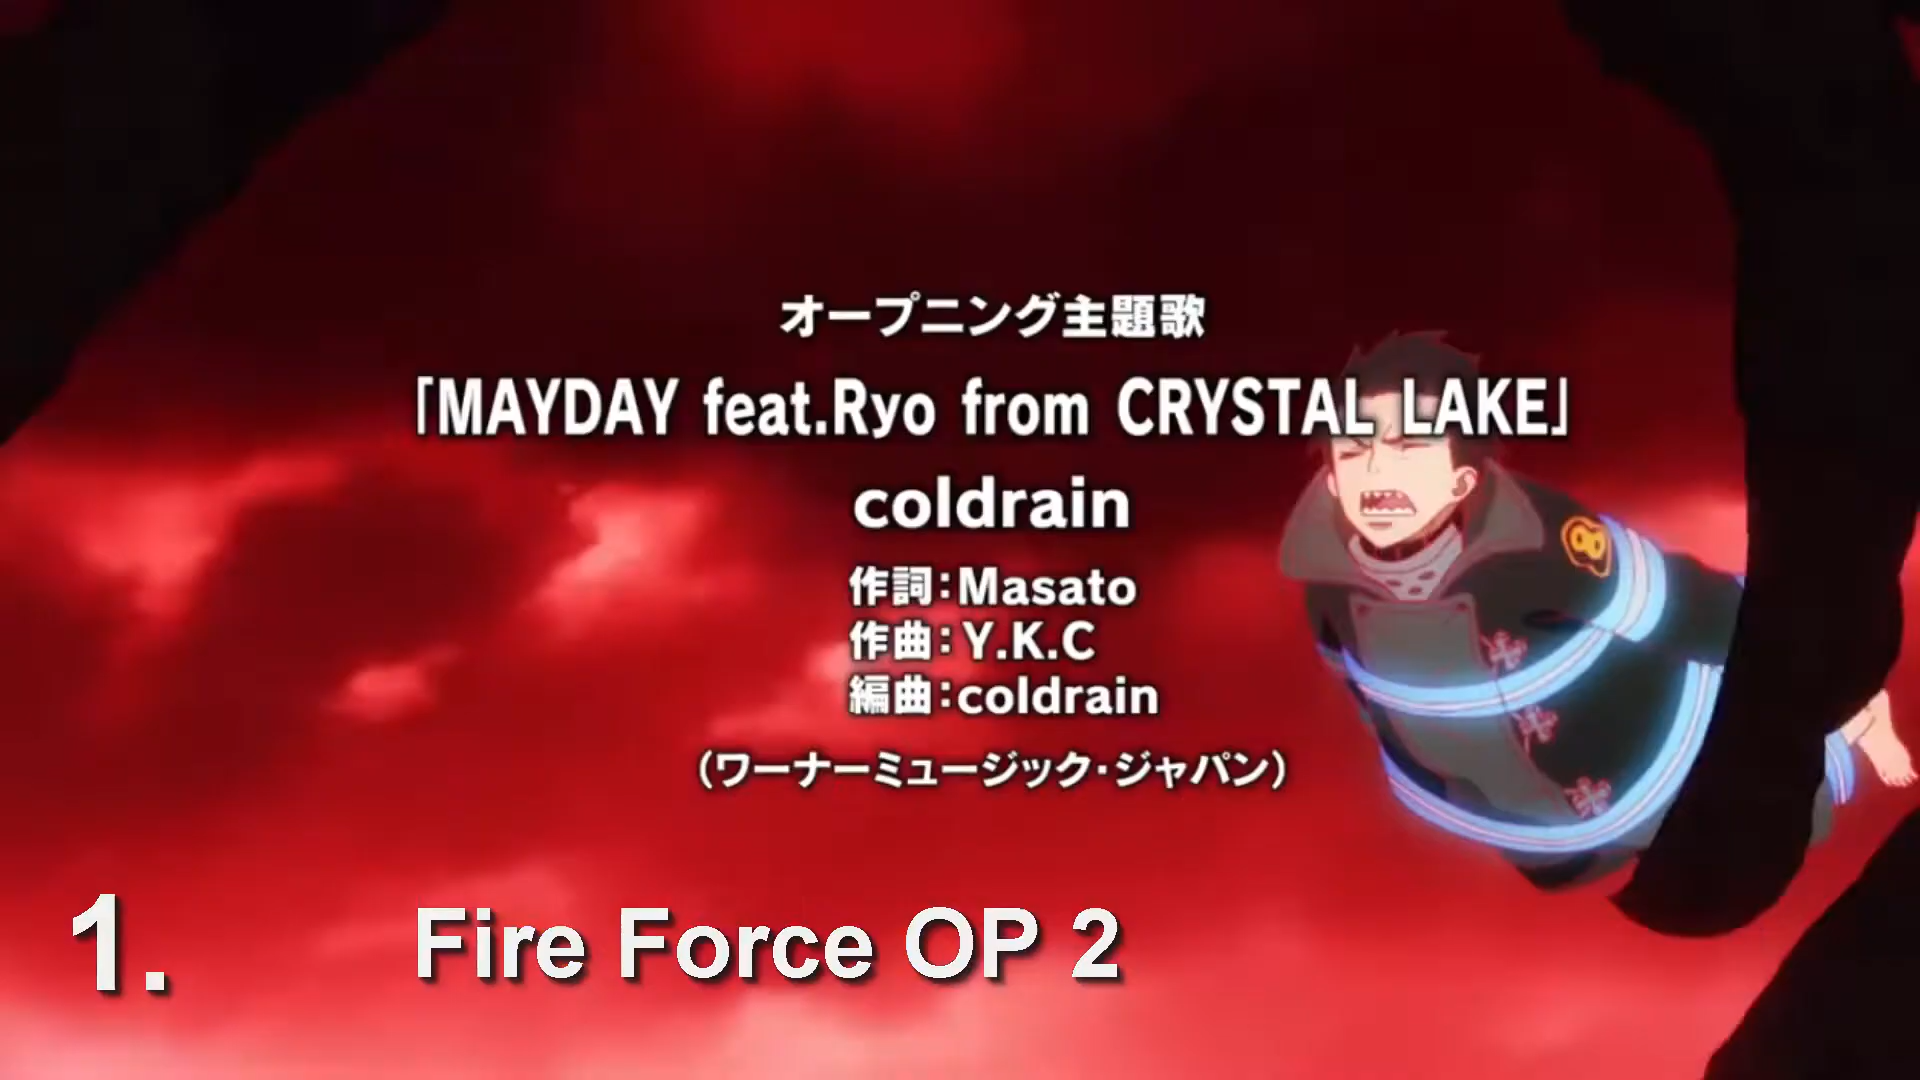 オープニング主題歌
「MAYDAY feat.Ryo from CRYSTAL LAKE」
coldrain
作詞:Masato
作曲:Y.K.C
編曲:coldrain
(ワーナーミュージック・ジャパン)
8
1. Fire Force OP 2